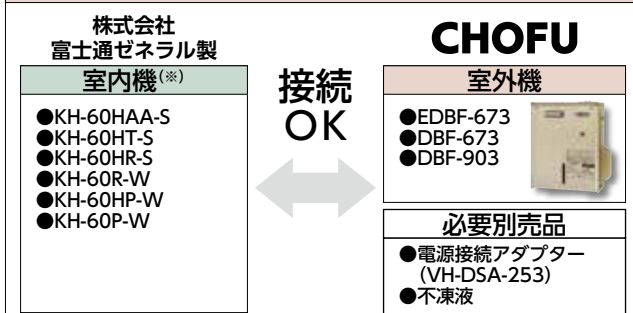 株式会社
富士通ゼネラル製
室内機(※)
●KH-60HAA-S
●KH-60HT-S
●KH-60HR-S
●KH-60R-W
●KH-60HP-W
●KH-60P-W
接続
OK
CHOFU
室外機
●EDBF-673
●DBF-673
●DBF-903
必要別売品
●電源接続アダプター
(VH-DSA-253)
●不凍液